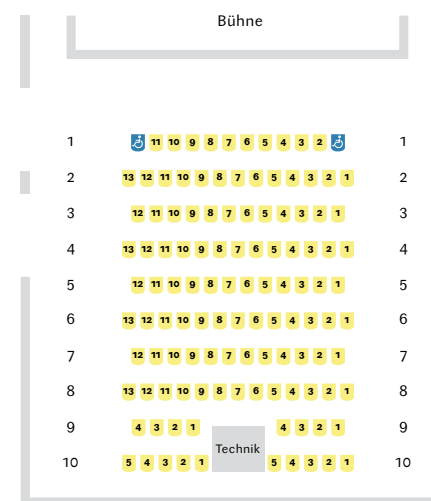 Bühne
1 11 10 9 8 7 6 5 4 3 2 1
2 13 12 11 10 9 8 7 6 5 4 3 2 1 2
3 12 11 10 9 8 7 6 5 4 3 2 1 3
4 13 12 11 10 9 8 7 6 5 4 3 2 1 4
5 12 11 10 9 8 7 6 5 4 3 2 1 5
6 13 12 11 10 9 8 7 6 5 4 3 2 1 6
7 12 11 10 9 8 7 6 5 4 3 2 1 7
8 13 12 11 10 9 8 7 6 5 4 3 2 1 8
9 4 3 2 1 4 3 2 1 9
Technik
10 5 4 3 2 1 5 4 3 2 1 10